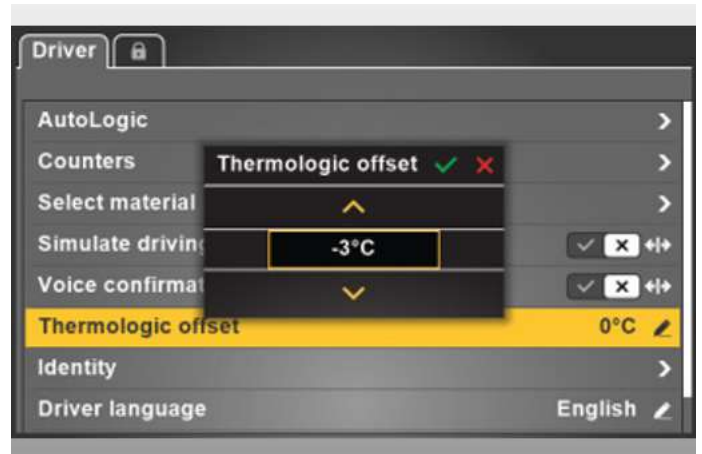 Driver
AutoLogic
Counters
Thermologic offset
Select material
Simulate driving
-3°C
Voice confirmat
Thermologic offset
0°C
Identity
Driver language
English